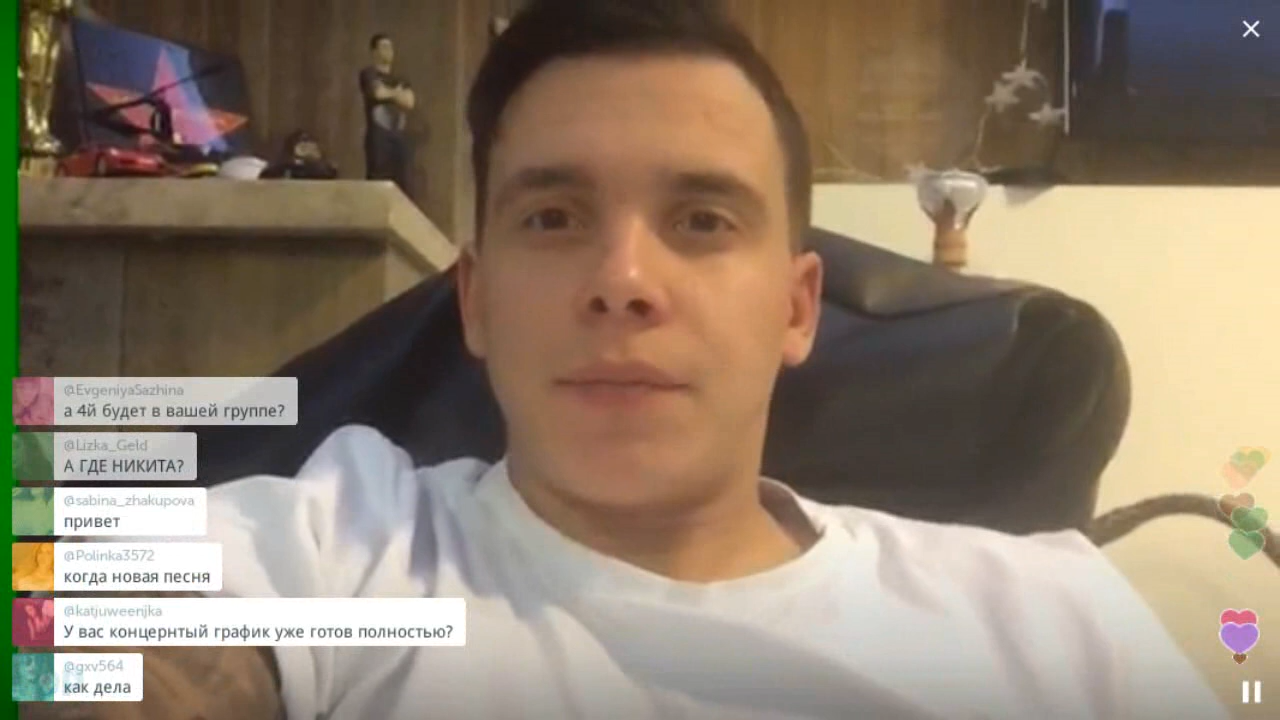 @EvgeniyaSazhina
а 4й будет в вашей группе?
@Lizka_Geld
А ГДЕ НИКИТА?
@sabina_zhakupova
привет
@Polinka3572
когда новая песня
@katjuweenjka
У вас концертный график уже готов полностью?
@gxv564
как дела